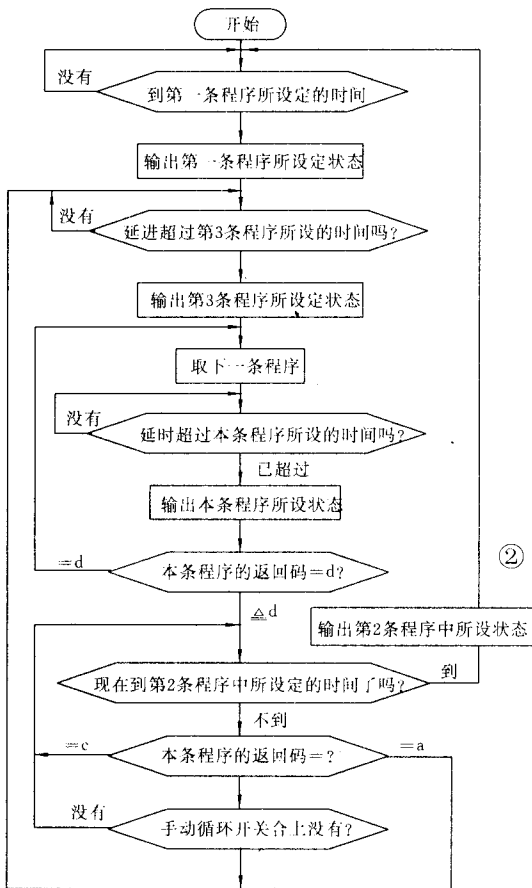 开始
没有
到第一条程序所设定的时间
输出第一条程序所设定状态
没有
延进超过第3条程序所设的时间吗?
输出第3条程序所设定状态
取下一条程序
没有
延时超过本条程序所设的时间吗?
已超过
输出本条程序所设状态
=d
本条程序的返回码=d?
②
≙d
输出第2条程序中所设状态
现在到第2条程序中所设定的时间了吗?
到
不到
=c
本条程序的返回码=?
=a
没有
手动循环开关合上没有?